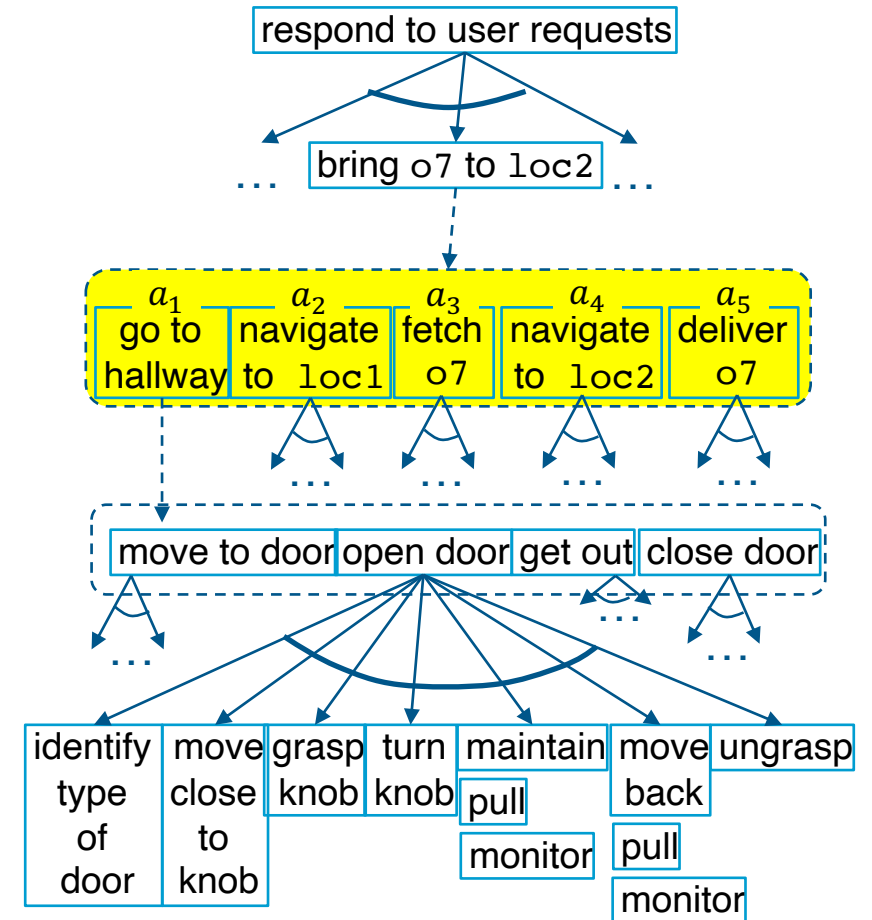 respond to user requests
... bring o7 to loc2 ...
a1 a2 a3 a4 a5
go to navigate fetch navigate deliver
hallway to loc1 o7 to loc2 o7
... ... ... ...
move to door open door get out close door
... ... ...
identify move grasp turn maintain move ungrasp
type close knob knob pull back
of to monitor pull
door knob monitor